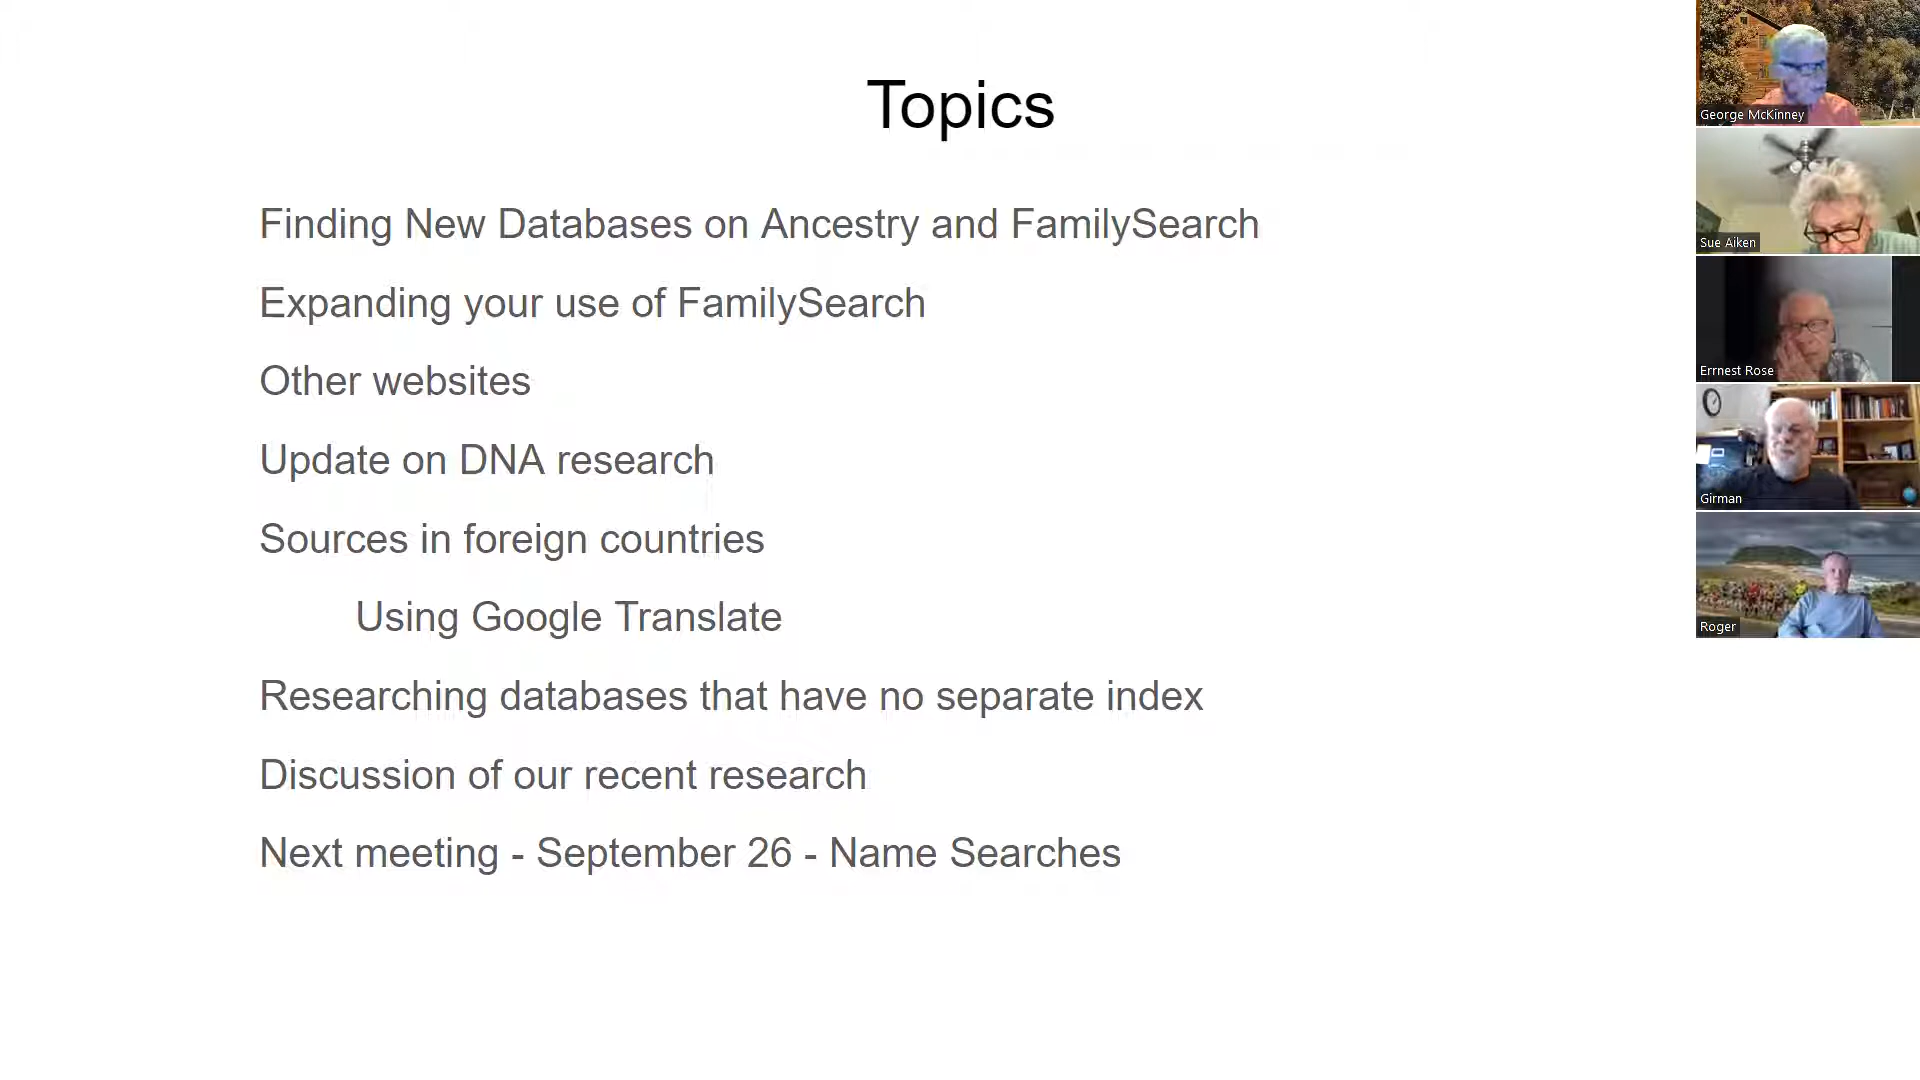 Topics
Finding New Databases on Ancestry and FamilySearch
Expanding your use of FamilySearch
Other websites
Update on DNA research
Sources in foreign countries
Using Google Translate
Researching databases that have no separate index
Discussion of our recent research
Next meeting - September 26 - Name Searches
George McKinney
Sue Aiken
Errnest Rose
Girman
Roger